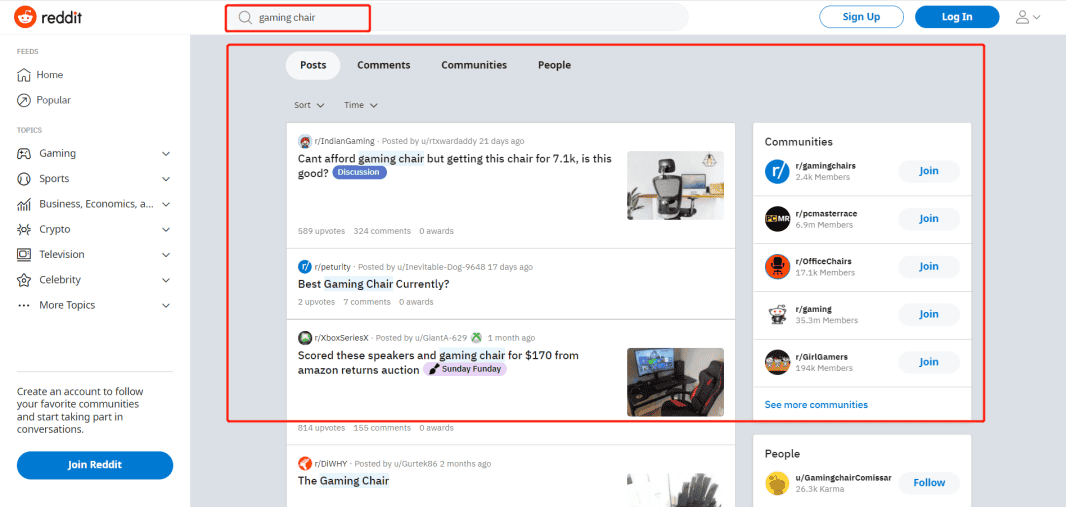 reddit
gaming chair
Sign Up
Log In
FEEDS
Home
Popular
TOPICS
Gaming
Sports
Business, Economics, a...
Crypto
Television
Celebrity
More Topics
Create an account to follow
your favorite communities
and start taking part in
conversations.
Join Reddit
Posts
Comments
Communities
People
Sort
Time
r/IndianGaming · Posted by u/rtxwardaddy 21 days ago
Cant afford gaming chair but getting this chair for 7.1k, is this
good? Discussion
589 upvotes 324 comments 0 awards
r/peturity · Posted by u/Inevitable-Dog-9648 17 days ago
Best Gaming Chair Currently?
2 upvotes 7 comments 0 awards
r/XboxSeriesX · Posted by u/GiantA-629 1 month ago
Scored these speakers and gaming chair for $170 from
amazon returns auction Sunday Funday
814 upvotes 155 comments 0 awards
r/DiWHY · Posted by u/Gurtek86 2 months ago
The Gaming Chair
Communities
r/gamingchairs
2.4k Members
Join
PC MR
r/pcmasterrace
6.9m Members
Join
r/OfficeChairs
17.1k Members
Join
r/gaming
35.3m Members
Join
r/GirlGamers
194k Members
Join
See more communities
People
u/GamingchairComissar
26.3k Karma
Follow